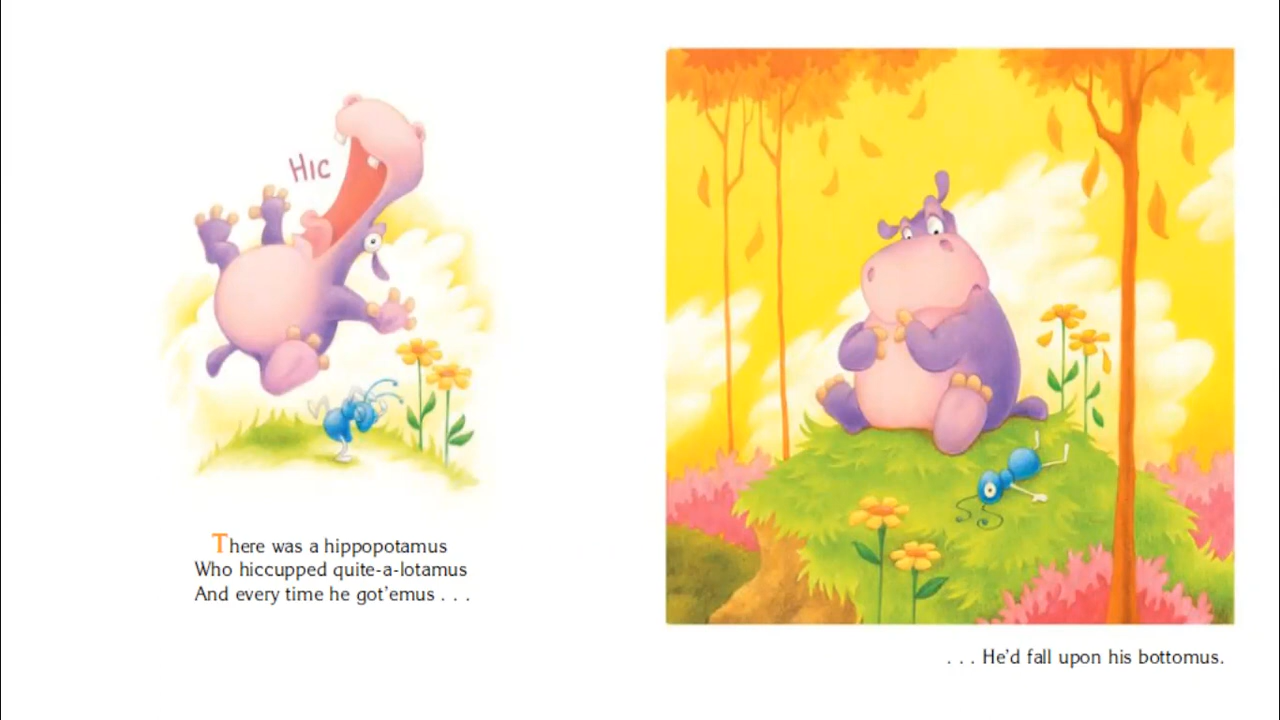 HIC
There was a hippopotamus
Who hiccupped quite-a-lotamus
And every time he got'emus . . .
. . . He'd fall upon his bottomus.